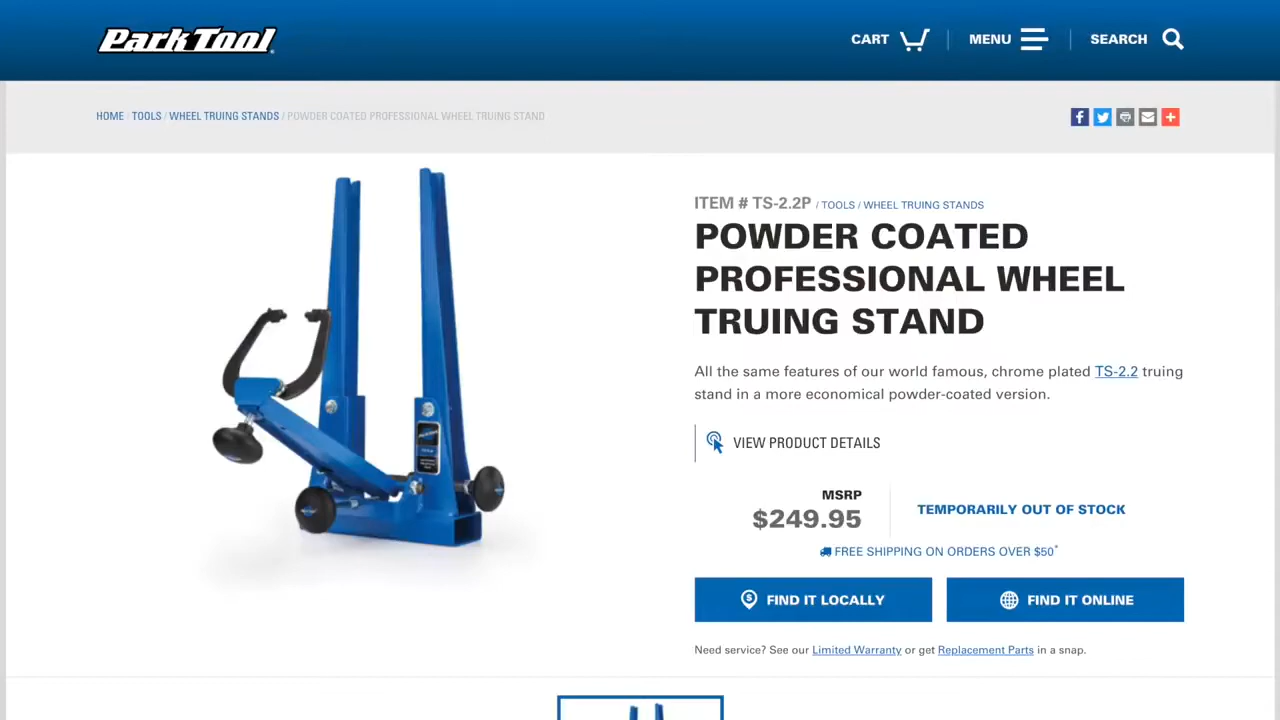 Park Tool
CART
MENU
SEARCH
HOME / TOOLS / WHEEL TRUING STANDS / POWDER COATED PROFESSIONAL WHEEL TRUING STAND
ITEM # TS-2.2P / TOOLS / WHEEL TRUING STANDS
POWDER COATED
PROFESSIONAL WHEEL
TRUING STAND
All the same features of our world famous, chrome plated TS-2.2 truing
stand in a more economical powder-coated version.
VIEW PRODUCT DETAILS
MSRP
$249.95
TEMPORARILY OUT OF STOCK
FREE SHIPPING ON ORDERS OVER $50*
FIND IT LOCALLY
FIND IT ONLINE
Need service? See our Limited Warranty or get Replacement Parts in a snap.